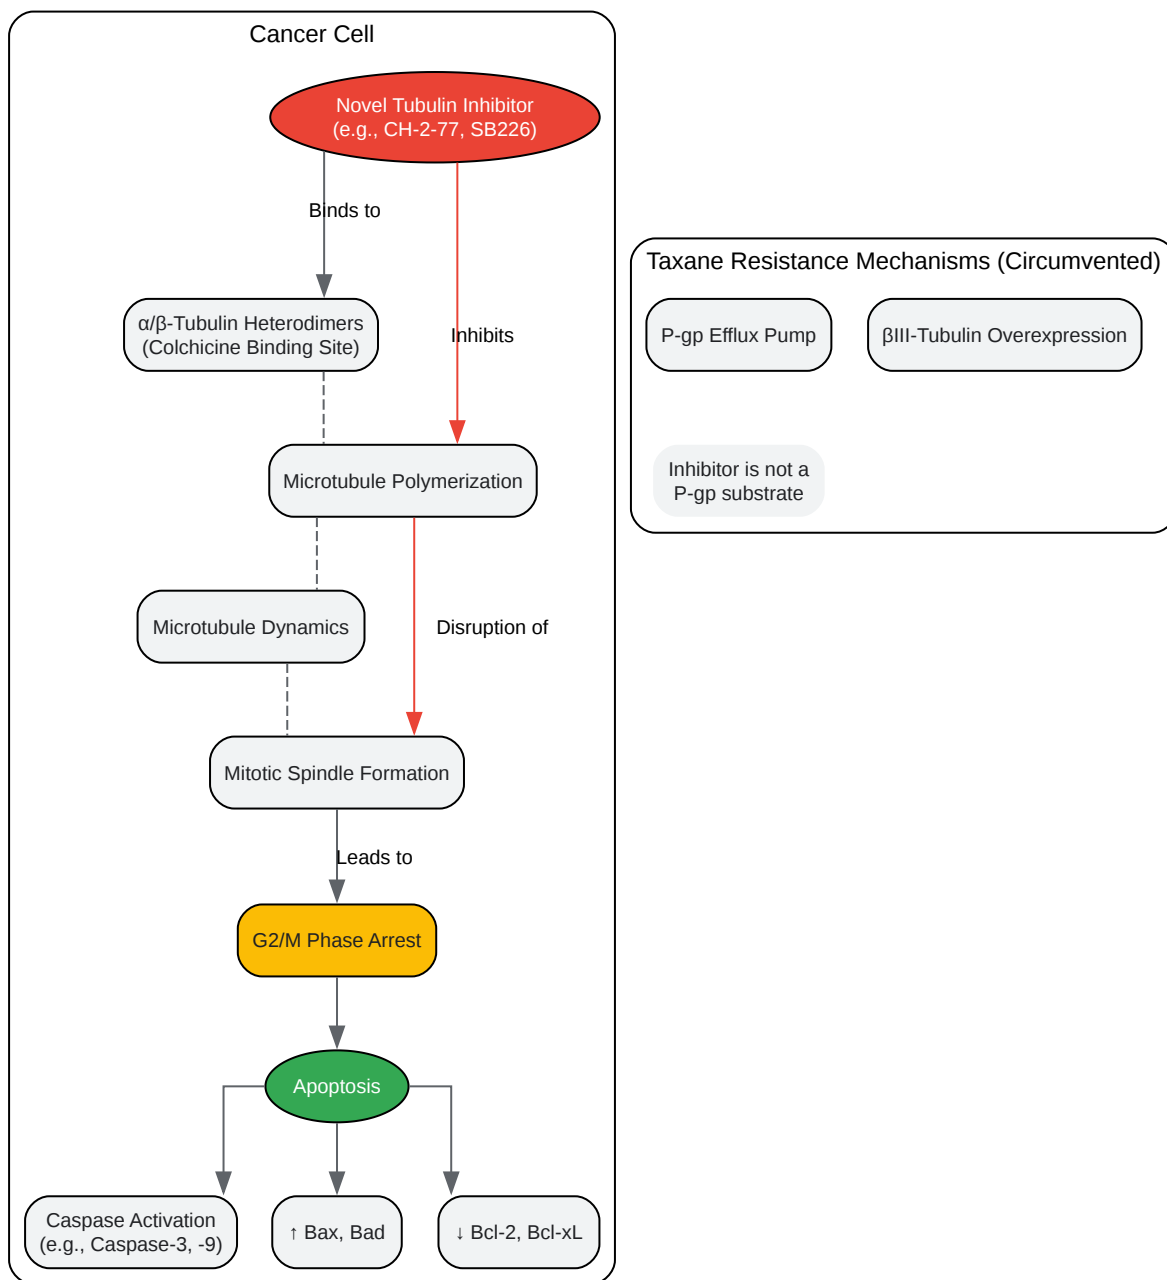 Cancer Cell
Novel Tubulin Inhibitor
(e.g., CH-2-77, SB226)
Binds to
α/β-Tubulin Heterodimers
(Colchicine Binding Site)
Inhibits
Microtubule Polymerization
Microtubule Dynamics
Disruption of
Mitotic Spindle Formation
Leads to
G2/M Phase Arrest
Apoptosis
Caspase Activation
(e.g., Caspase-3, -9)
↑ Bax, Bad
↓ Bcl-2, Bcl-xL
Taxane Resistance Mechanisms (Circumvented)
P-gp Efflux Pump
βIII-Tubulin Overexpression
Inhibitor is not a
P-gp substrate